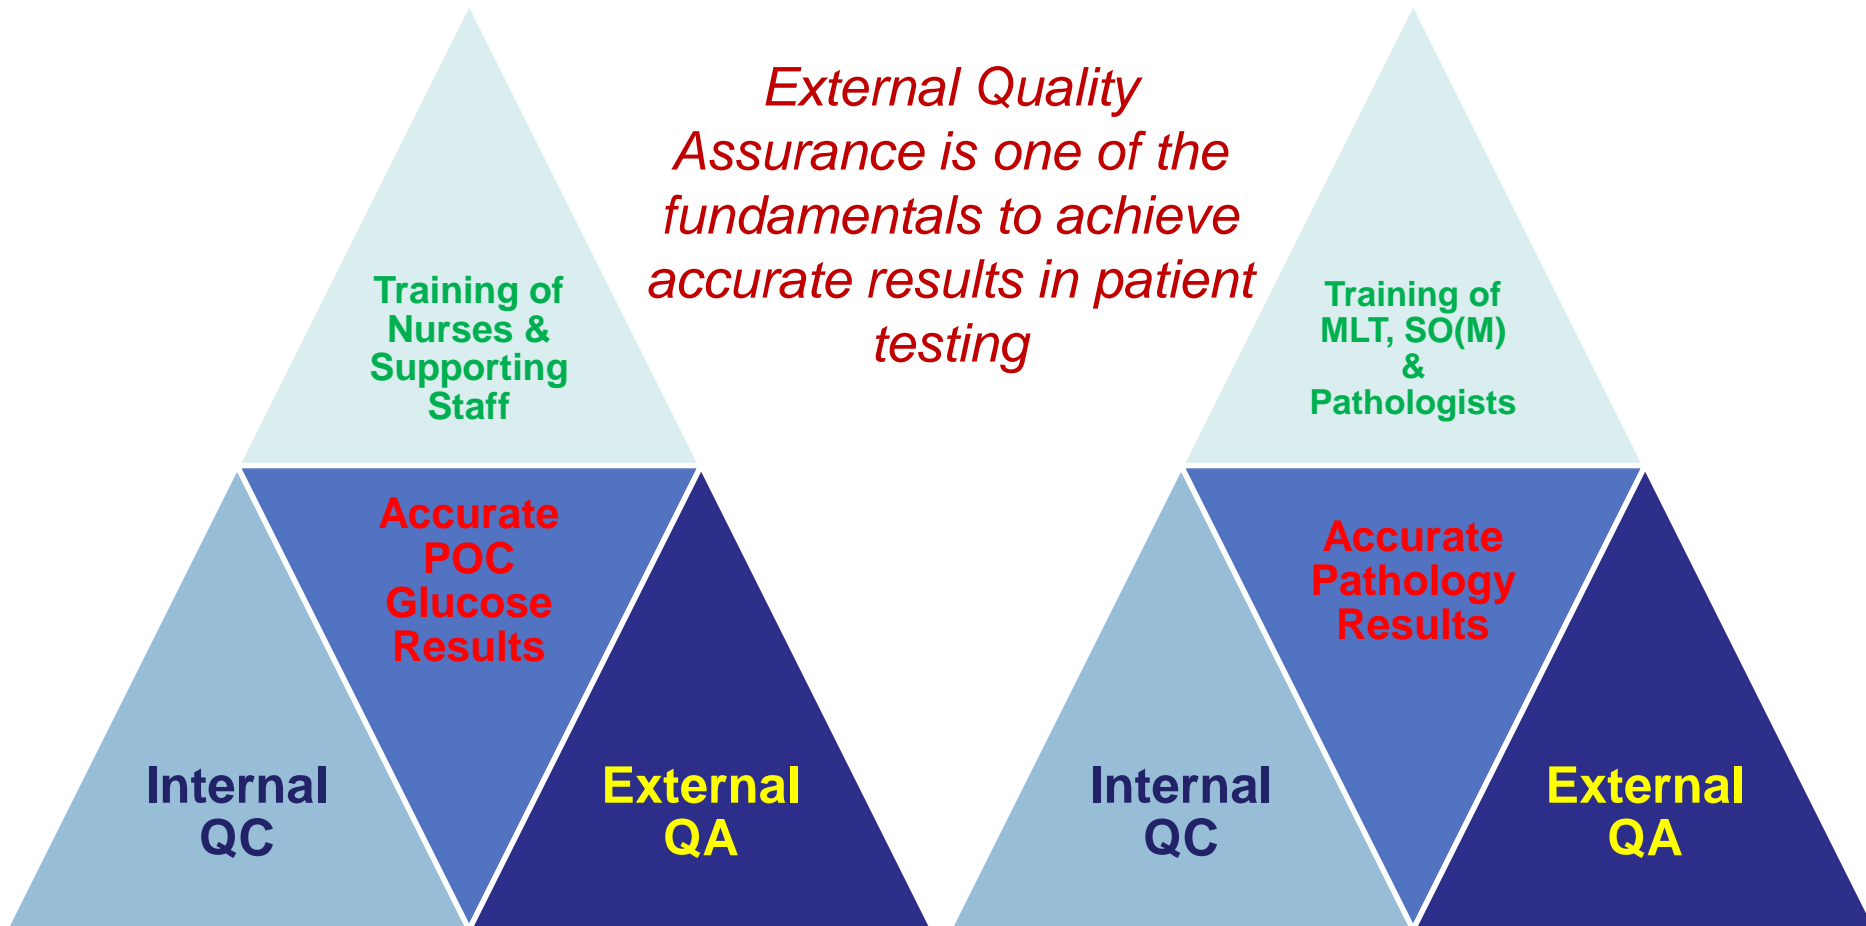 External Quality
Assurance is one of the
fundamentals to achieve
accurate results in patient
testing
Training of
Nurses &
Supporting
Staff
Accurate
POC
Glucose
Results
Internal
QC
External
QA
Training of
MLT, SO(M)
&
Pathologists
Accurate
Pathology
Results
Internal
QC
External
QA